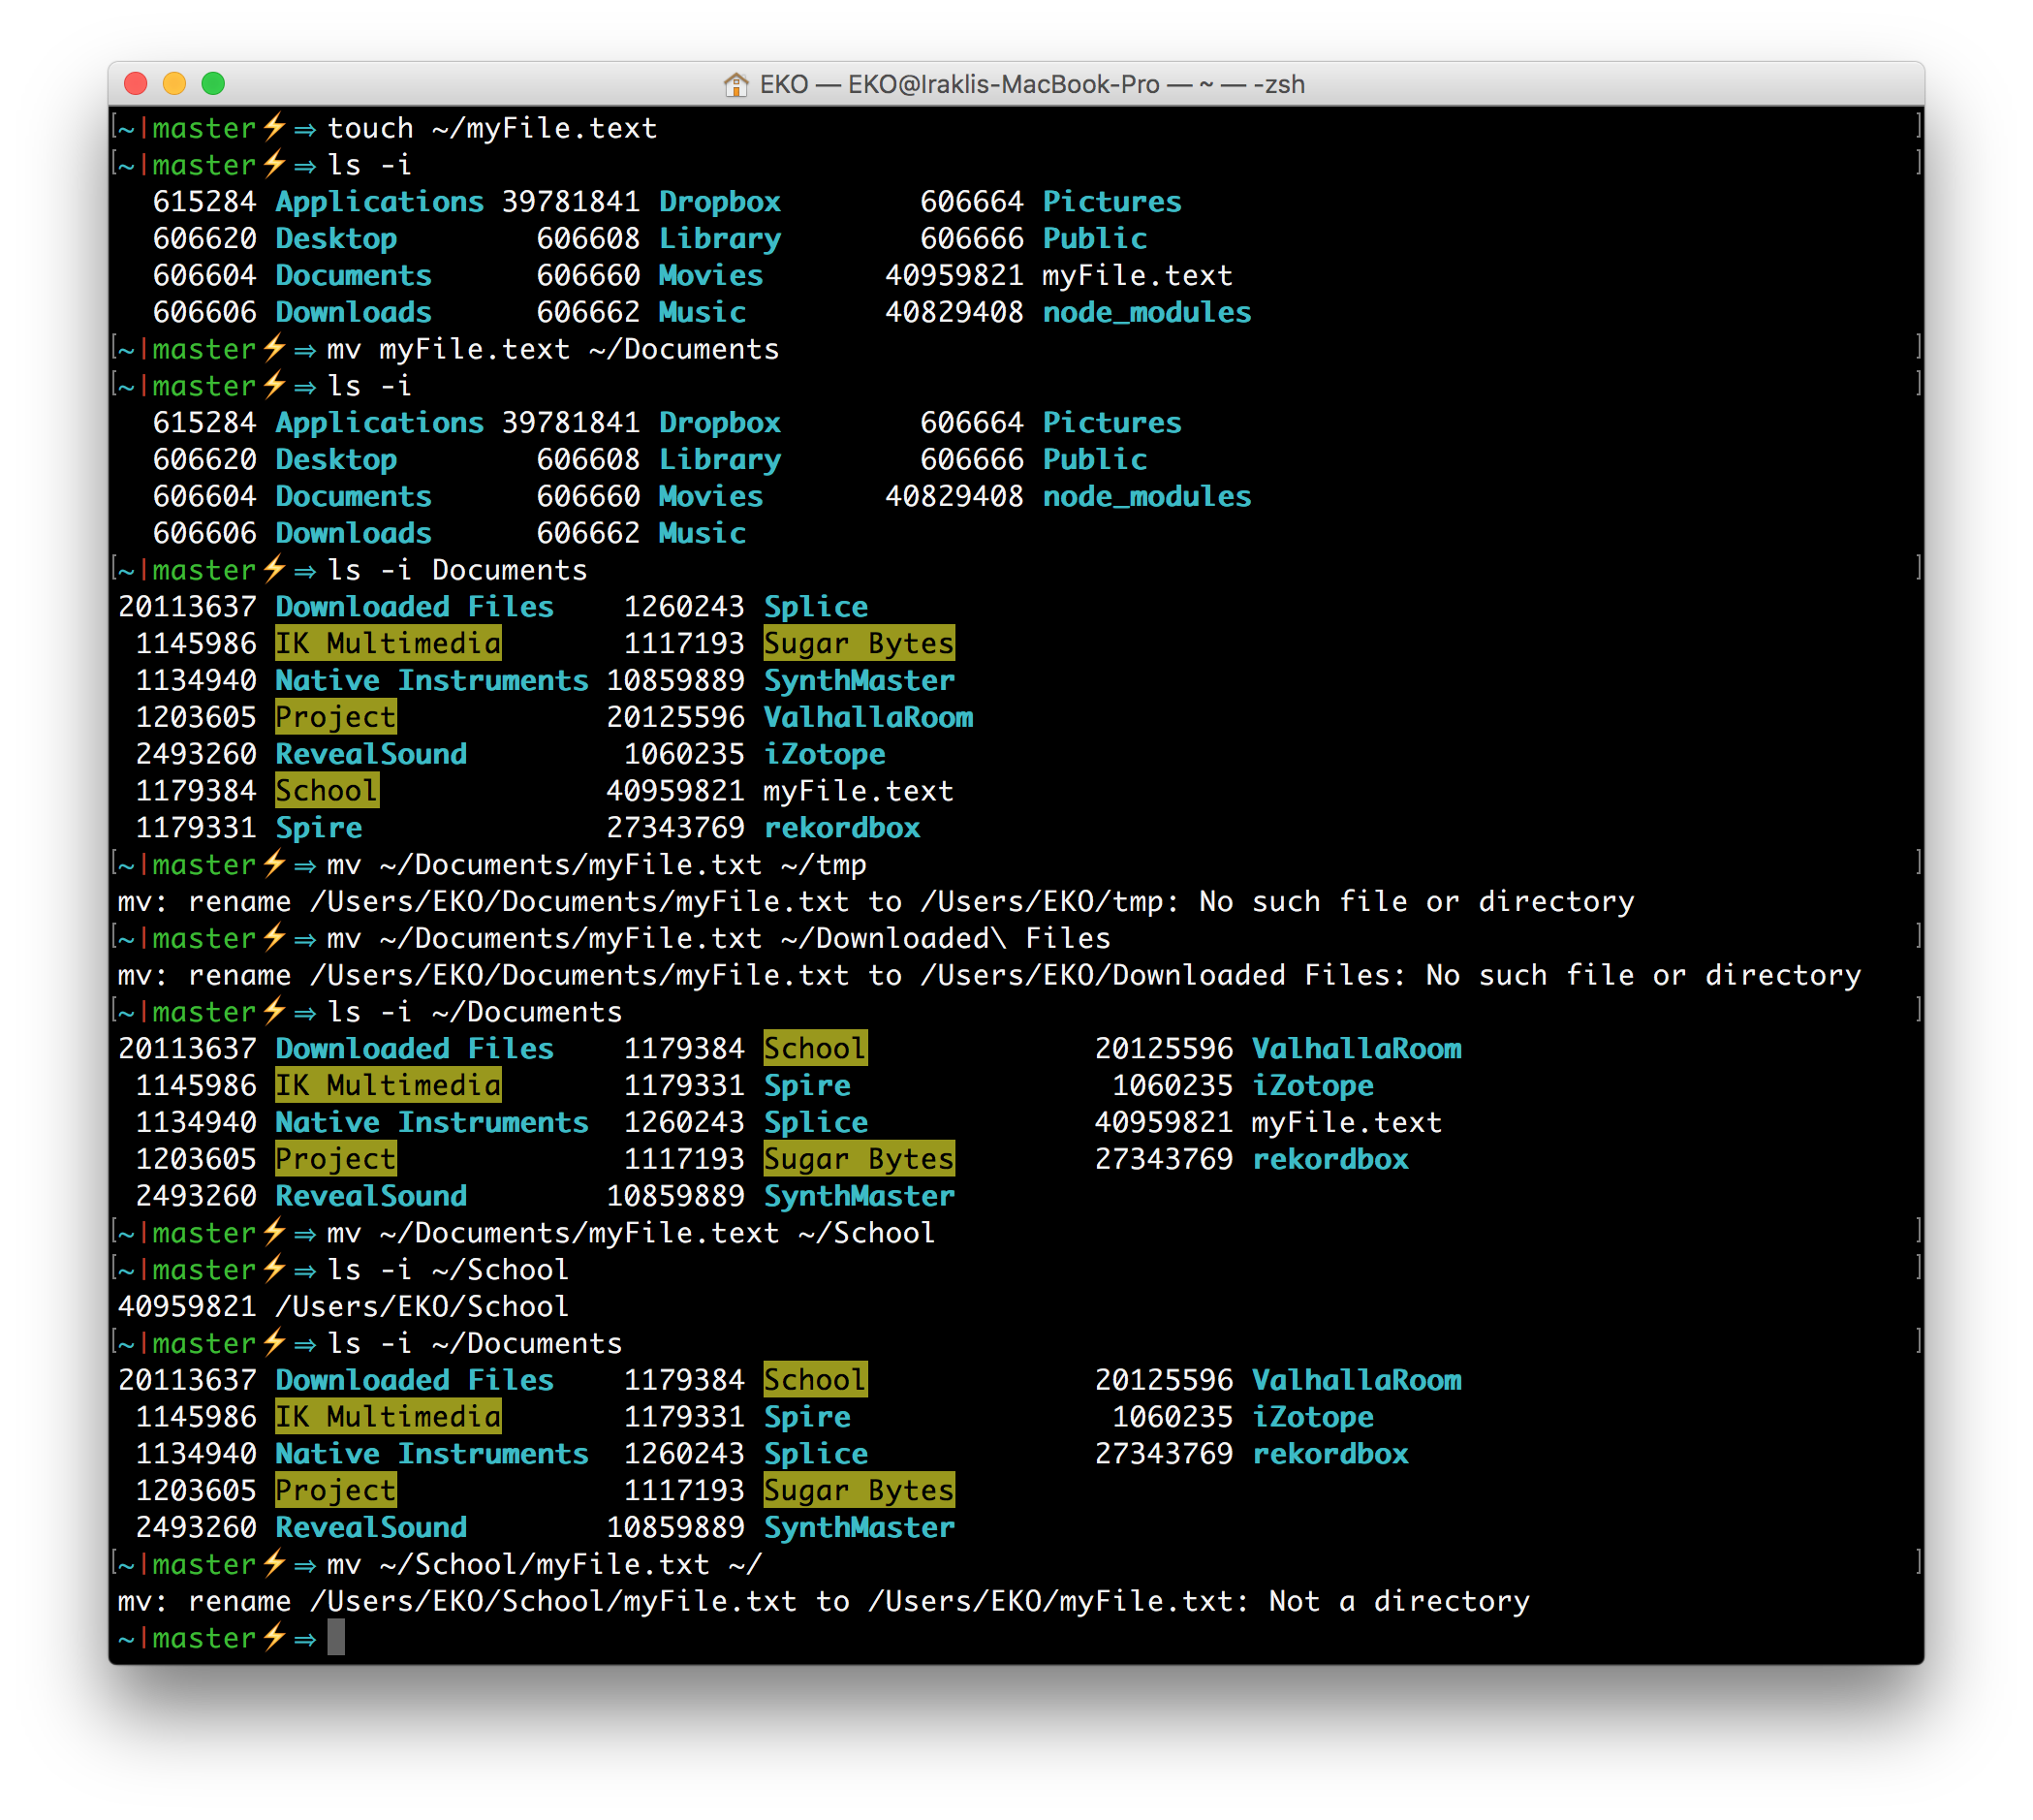 EKO — EKO@Iraklis-MacBook-Pro — ~ — -zsh
[~|master⚡⇒ touch ~/myFile.text ]
[~|master⚡⇒ ls -i ]
615284 Applications 39781841 Dropbox 606664 Pictures
606620 Desktop 606608 Library 606666 Public
606604 Documents 606660 Movies 40959821 myFile.text
606606 Downloads 606662 Music 40829408 node_modules
[~|master⚡⇒ mv myFile.text ~/Documents ]
[~|master⚡⇒ ls -i ]
615284 Applications 39781841 Dropbox 606664 Pictures
606620 Desktop 606608 Library 606666 Public
606604 Documents 606660 Movies 40829408 node_modules
606606 Downloads 606662 Music
[~|master⚡⇒ ls -i Documents ]
20113637 Downloaded Files 1260243 Splice
1145986 IK Multimedia 1117193 Sugar Bytes
1134940 Native Instruments 10859889 SynthMaster
1203605 Project 20125596 ValhallaRoom
2493260 RevealSound 1060235 iZotope
1179384 School 40959821 myFile.text
1179331 Spire 27343769 rekordbox
[~|master⚡⇒ mv ~/Documents/myFile.txt ~/tmp ]
mv: rename /Users/EKO/Documents/myFile.txt to /Users/EKO/tmp: No such file or directory
[~|master⚡⇒ mv ~/Documents/myFile.txt ~/Downloaded\ Files ]
mv: rename /Users/EKO/Documents/myFile.txt to /Users/EKO/Downloaded Files: No such file or directory
[~|master⚡⇒ ls -i ~/Documents ]
20113637 Downloaded Files 1179384 School 20125596 ValhallaRoom
1145986 IK Multimedia 1179331 Spire 1060235 iZotope
1134940 Native Instruments 1260243 Splice 40959821 myFile.text
1203605 Project 1117193 Sugar Bytes 27343769 rekordbox
2493260 RevealSound 10859889 SynthMaster
[~|master⚡⇒ mv ~/Documents/myFile.text ~/School ]
[~|master⚡⇒ ls -i ~/School ]
40959821 /Users/EKO/School
[~|master⚡⇒ ls -i ~/Documents ]
20113637 Downloaded Files 1179384 School 20125596 ValhallaRoom
1145986 IK Multimedia 1179331 Spire 1060235 iZotope
1134940 Native Instruments 1260243 Splice 27343769 rekordbox
1203605 Project 1117193 Sugar Bytes
2493260 RevealSound 10859889 SynthMaster
[~|master⚡⇒ mv ~/School/myFile.txt ~/ ]
mv: rename /Users/EKO/School/myFile.txt to /Users/EKO/myFile.txt: Not a directory
~|master⚡⇒